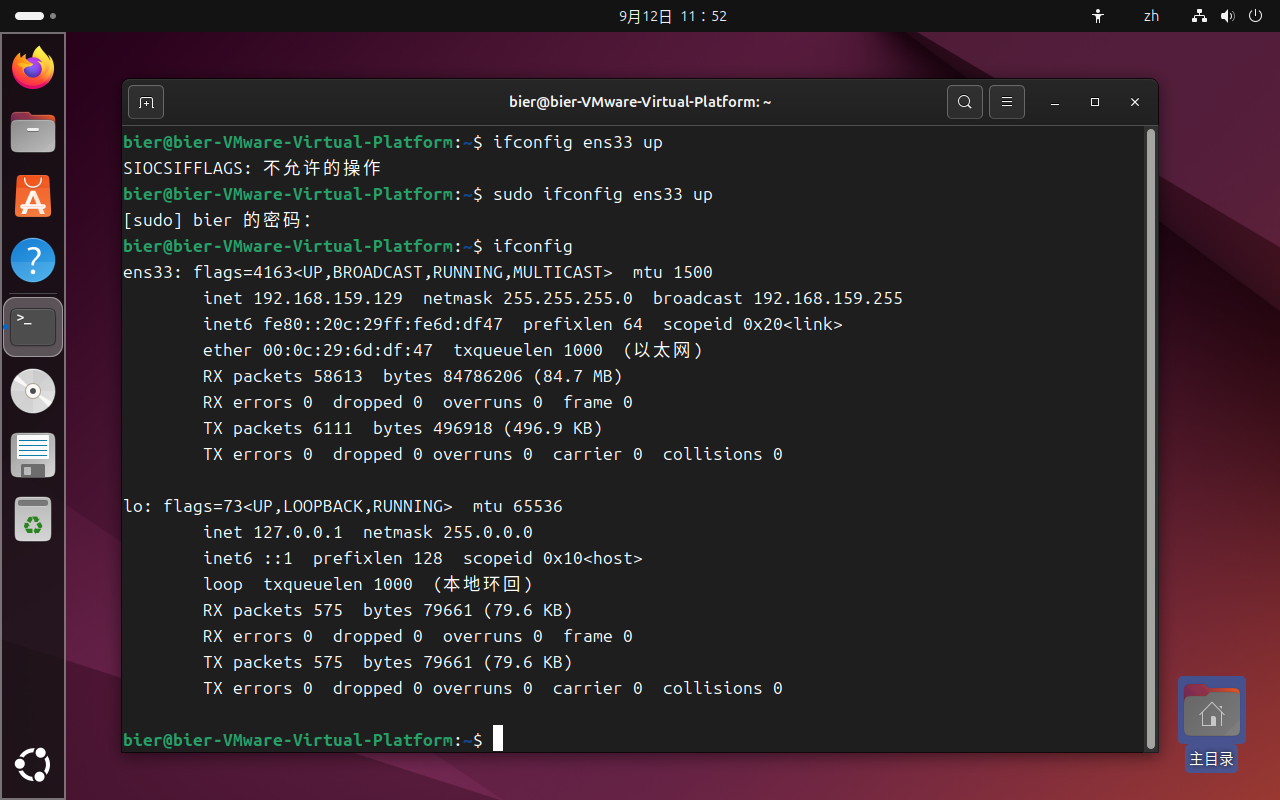 9月12日 11：52
zh
bier@bier-VMware-Virtual-Platform: ~
bier@bier-VMware-Virtual-Platform:~$ ifconfig ens33 up
SIOCSIFFLAGS: 不允许的操作
bier@bier-VMware-Virtual-Platform:~$ sudo ifconfig ens33 up
[sudo] bier 的密码：
bier@bier-VMware-Virtual-Platform:~$ ifconfig
ens33: flags=4163<UP,BROADCAST,RUNNING,MULTICAST>  mtu 1500
        inet 192.168.159.129  netmask 255.255.255.0  broadcast 192.168.159.255
        inet6 fe80::20c:29ff:fe6d:df47  prefixlen 64  scopeid 0x20<link>
        ether 00:0c:29:6d:df:47  txqueuelen 1000  (以太网)
        RX packets 58613  bytes 84786206 (84.7 MB)
        RX errors 0  dropped 0  overruns 0  frame 0
        TX packets 6111  bytes 496918 (496.9 KB)
        TX errors 0  dropped 0 overruns 0  carrier 0  collisions 0
lo: flags=73<UP,LOOPBACK,RUNNING>  mtu 65536
        inet 127.0.0.1  netmask 255.0.0.0
        inet6 ::1  prefixlen 128  scopeid 0x10<host>
        loop  txqueuelen 1000  (本地环回)
        RX packets 575  bytes 79661 (79.6 KB)
        RX errors 0  dropped 0  overruns 0  frame 0
        TX packets 575  bytes 79661 (79.6 KB)
        TX errors 0  dropped 0 overruns 0  carrier 0  collisions 0
bier@bier-VMware-Virtual-Platform:~$
主目录